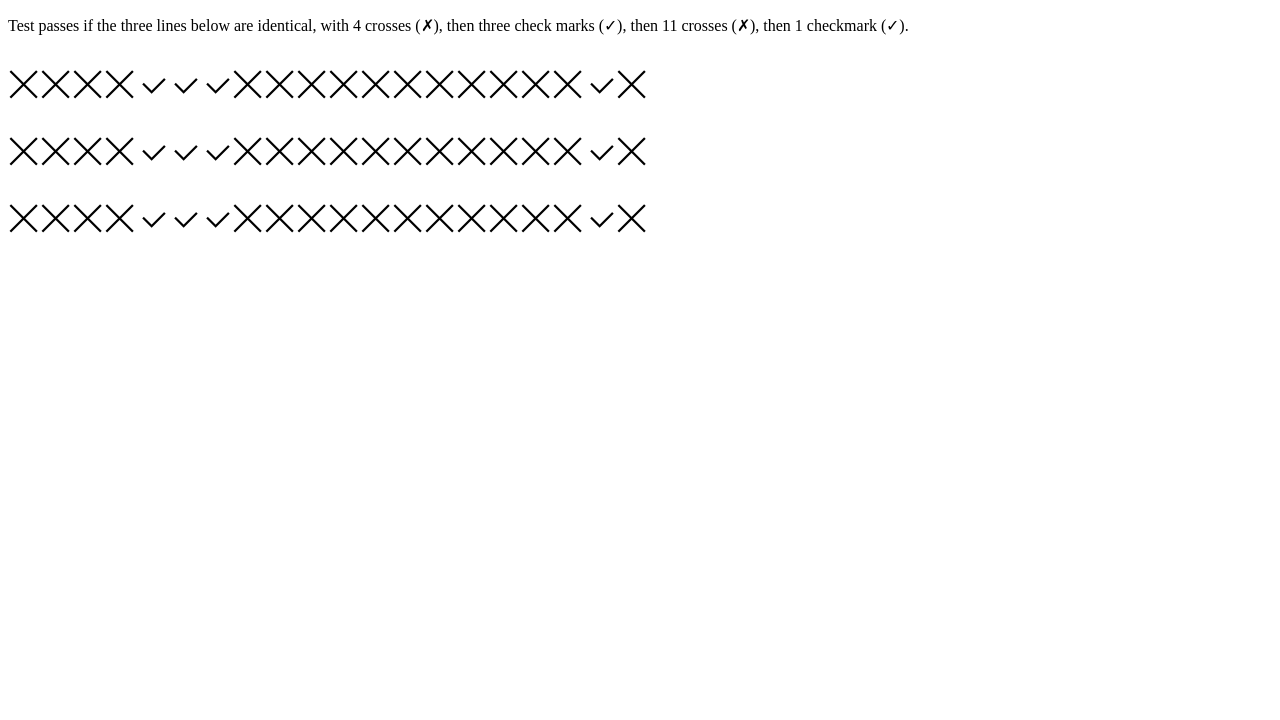 Test passes if the three lines below are identical, with 4 crosses (✗), then three check marks (✓), then 11 crosses (✗), then 1 checkmark (✓).
╳╳╳╳✓✓✓╳╳╳╳╳╳╳╳╳╳╳✓╳
╳╳╳╳✓✓✓╳╳╳╳╳╳╳╳╳╳╳✓╳
╳╳╳╳✓✓✓╳╳╳╳╳╳╳╳╳╳╳✓╳